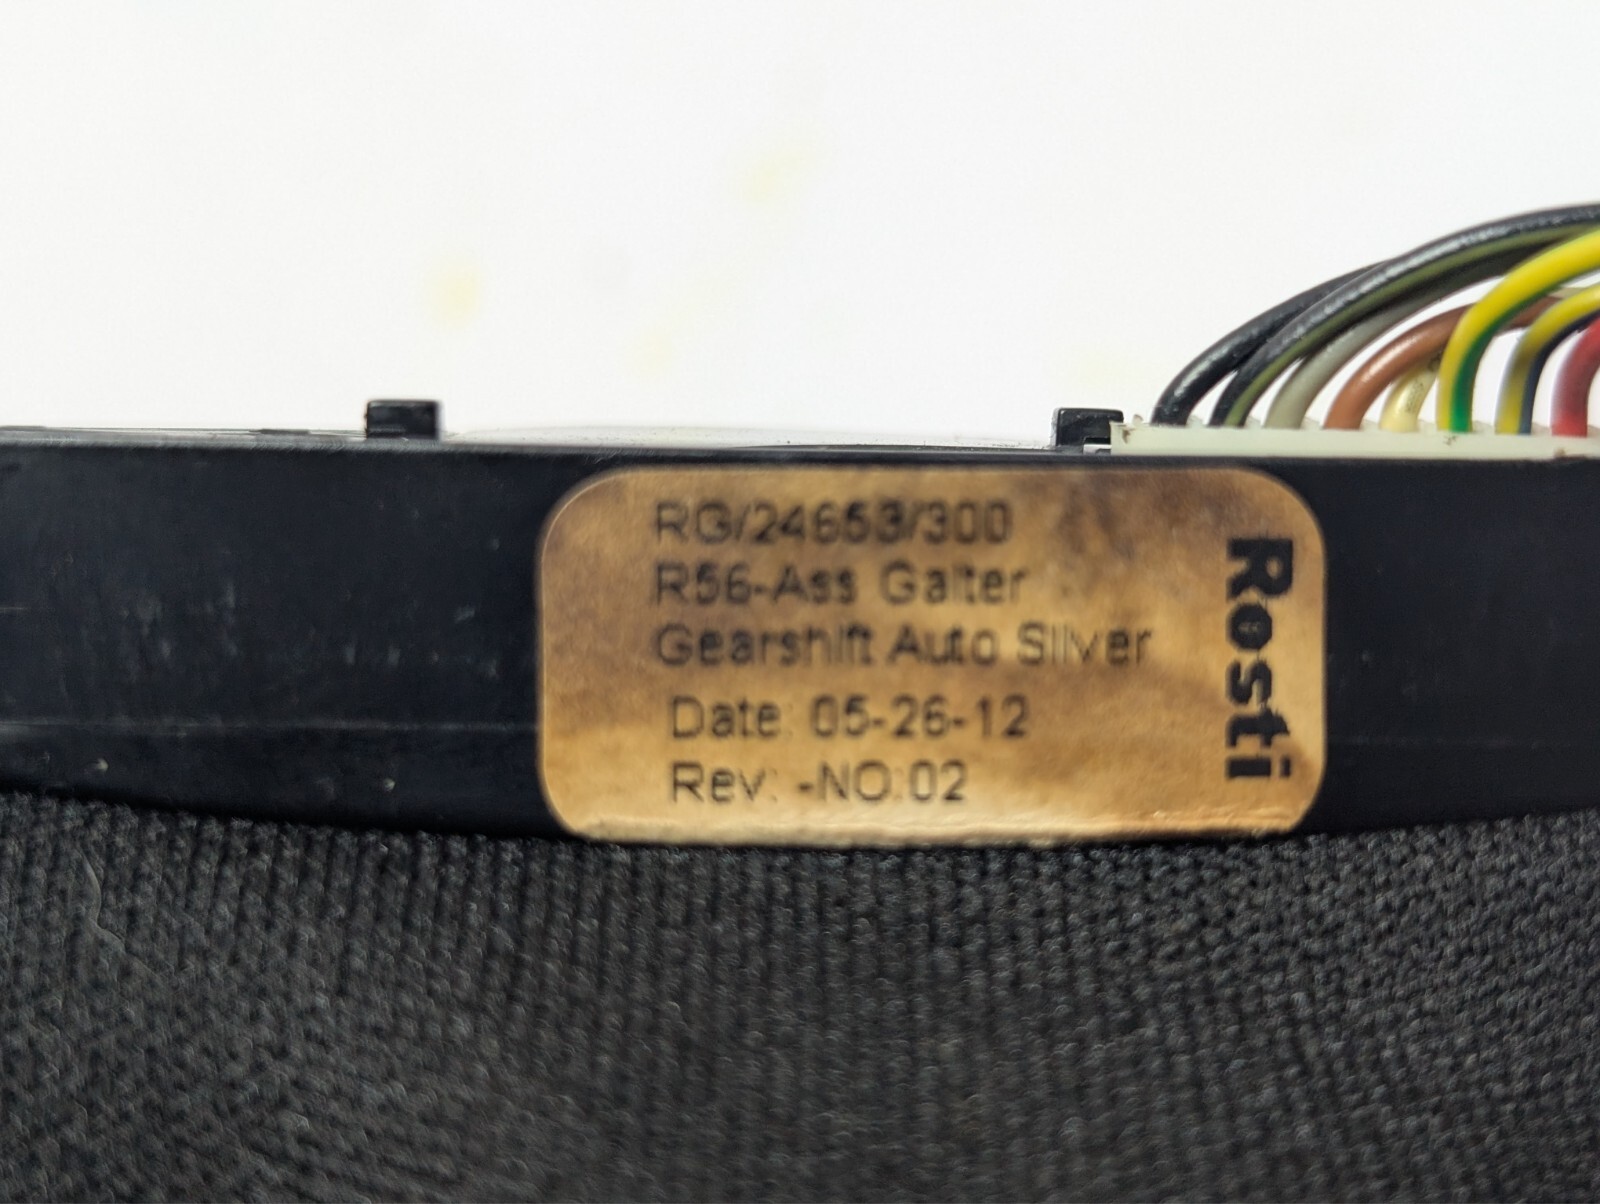 RG/24653/300
R56-Ass Gaiter
Gearshift Auto Silver
Date: 05-26-12
Rev: -NO:02
Rosti